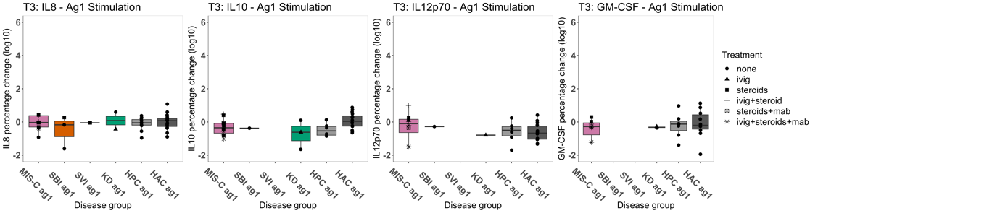 T3: IL8 - Ag1 Stimulation
IL8 percentage change (log10)
6
4
2
0
-2
MIS-C ag1
SBI ag1
SVI ag1
KD ag1
HPC ag1
HAC ag1
Disease group
T3: IL10 - Ag1 Stimulation
IL10 percentage change (log10)
6
4
2
0
-2
MIS-C ag1
SBI ag1
SVI ag1
KD ag1
HPC ag1
HAC ag1
Disease group
T3: IL12p70 - Ag1 Stimulation
IL12p70 percentage change (log10)
6
4
2
0
-2
MIS-C ag1
SBI ag1
SVI ag1
KD ag1
HPC ag1
HAC ag1
Disease group
T3: GM-CSF - Ag1 Stimulation
GM-CSF percentage change (log10)
6
4
2
0
-2
MIS-C ag1
SBI ag1
SVI ag1
KD ag1
HPC ag1
HAC ag1
Disease group
Treatment
none
ivig
steroids
ivig+steroid
steroids+mab
ivig+steroids+mab